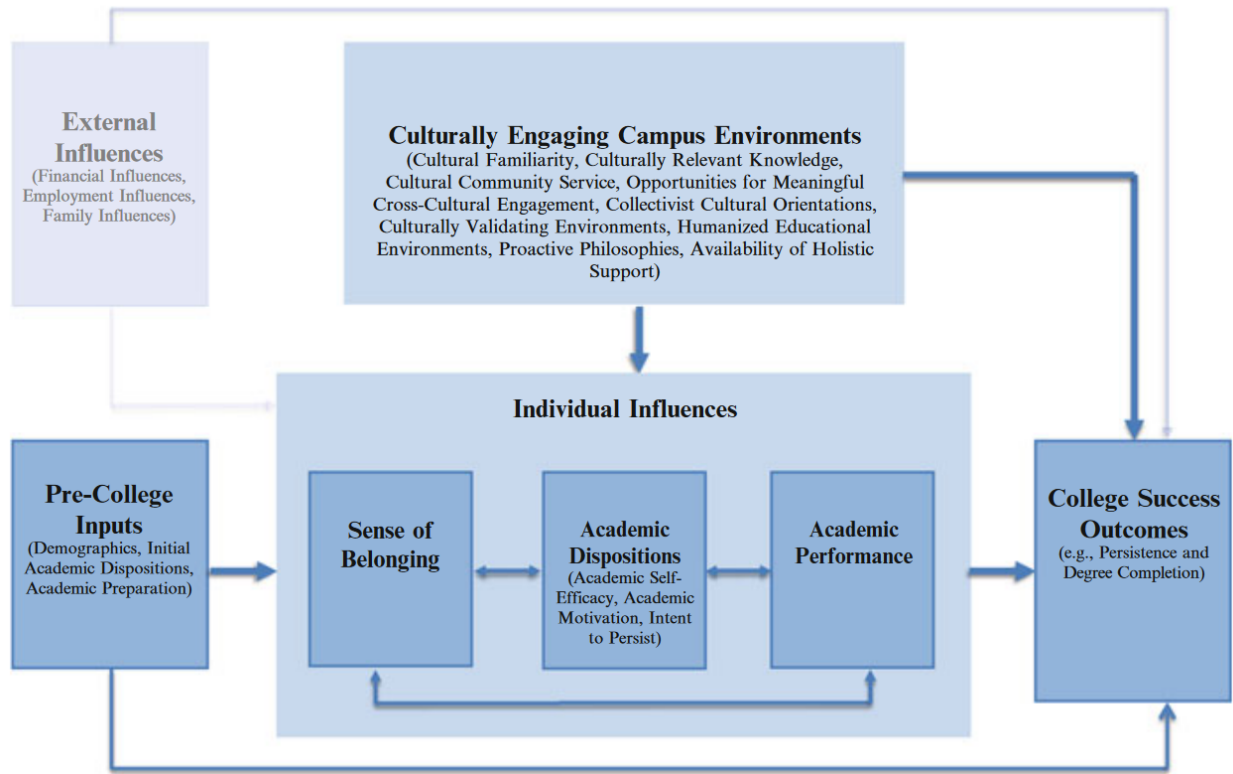 External
Influences
(Financial Influences,
Employment Influences,
Family Influences)
Culturally Engaging Campus Environments
(Cultural Familiarity, Culturally Relevant Knowledge,
Cultural Community Service, Opportunities for Meaningful
Cross-Cultural Engagement, Collectivist Cultural Orientations,
Culturally Validating Environments, Humanized Educational
Environments, Proactive Philosophies, Availability of Holistic
Support)
Individual Influences
Pre-College
Inputs
(Demographics, Initial
Academic Dispositions,
Academic Preparation)
Sense of
Belonging
Academic
Dispositions
(Academic Self-
Efficacy, Academic
Motivation, Intent
to Persist)
Academic
Performance
College Success
Outcomes
(e.g., Persistence and
Degree Completion)